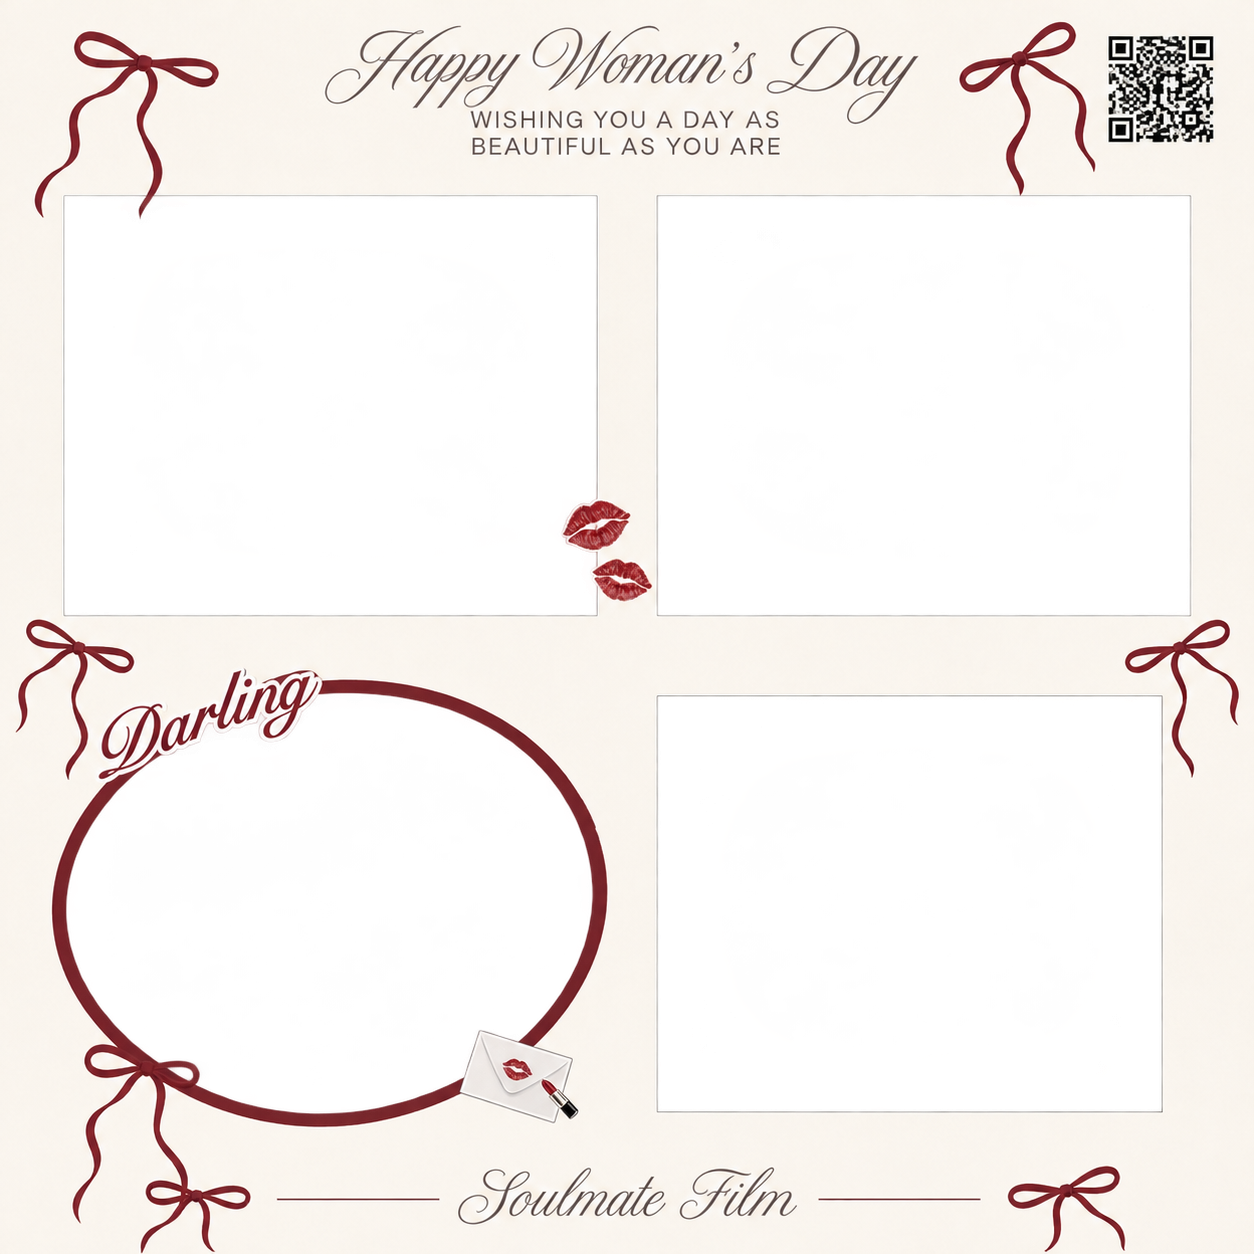 Happy Woman's Day
WISHING YOU A DAY AS
BEAUTIFUL AS YOU ARE
Darling
Soulmate Film